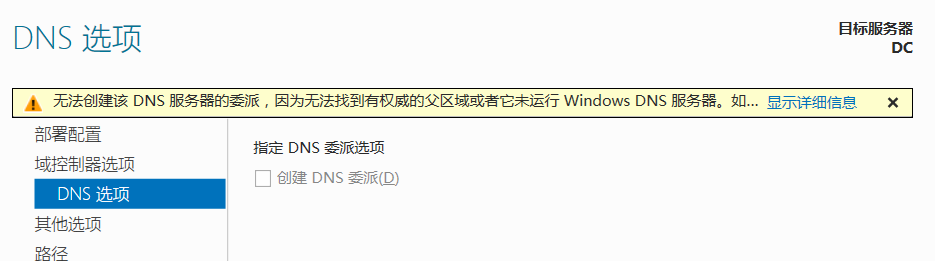 DNS 选项
目标服务器
DC
无法创建该 DNS 服务器的委派，因为无法找到有权威的父区域或者它未运行 Windows DNS 服务器。如... 显示详细信息
部署配置
域控制器选项
DNS 选项
其他选项
路径
指定 DNS 委派选项
创建 DNS 委派(D)